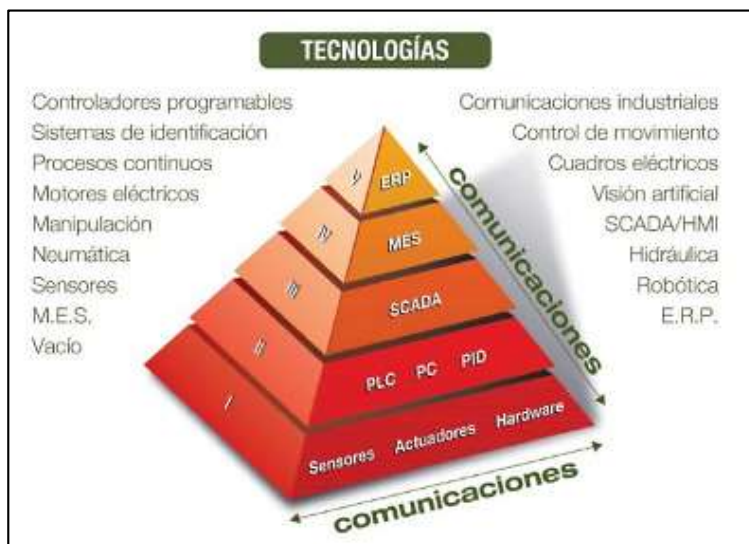 TECNOLOGÍAS
Controladores programables
Sistemas de identificación
Procesos continuos
Motores eléctricos
Manipulación
Neumática
Sensores
M.E.S.
Vacío
Comunicaciones industriales
Control de movimiento
Cuadros eléctricos
Visión artificial
SCADA/HMI
Hidráulica
Robótica
E.R.P.
V ERP
IV MES
III SCADA
II PLC PC PID
I Sensores Actuadores Hardware
comunicaciones
comunicaciones